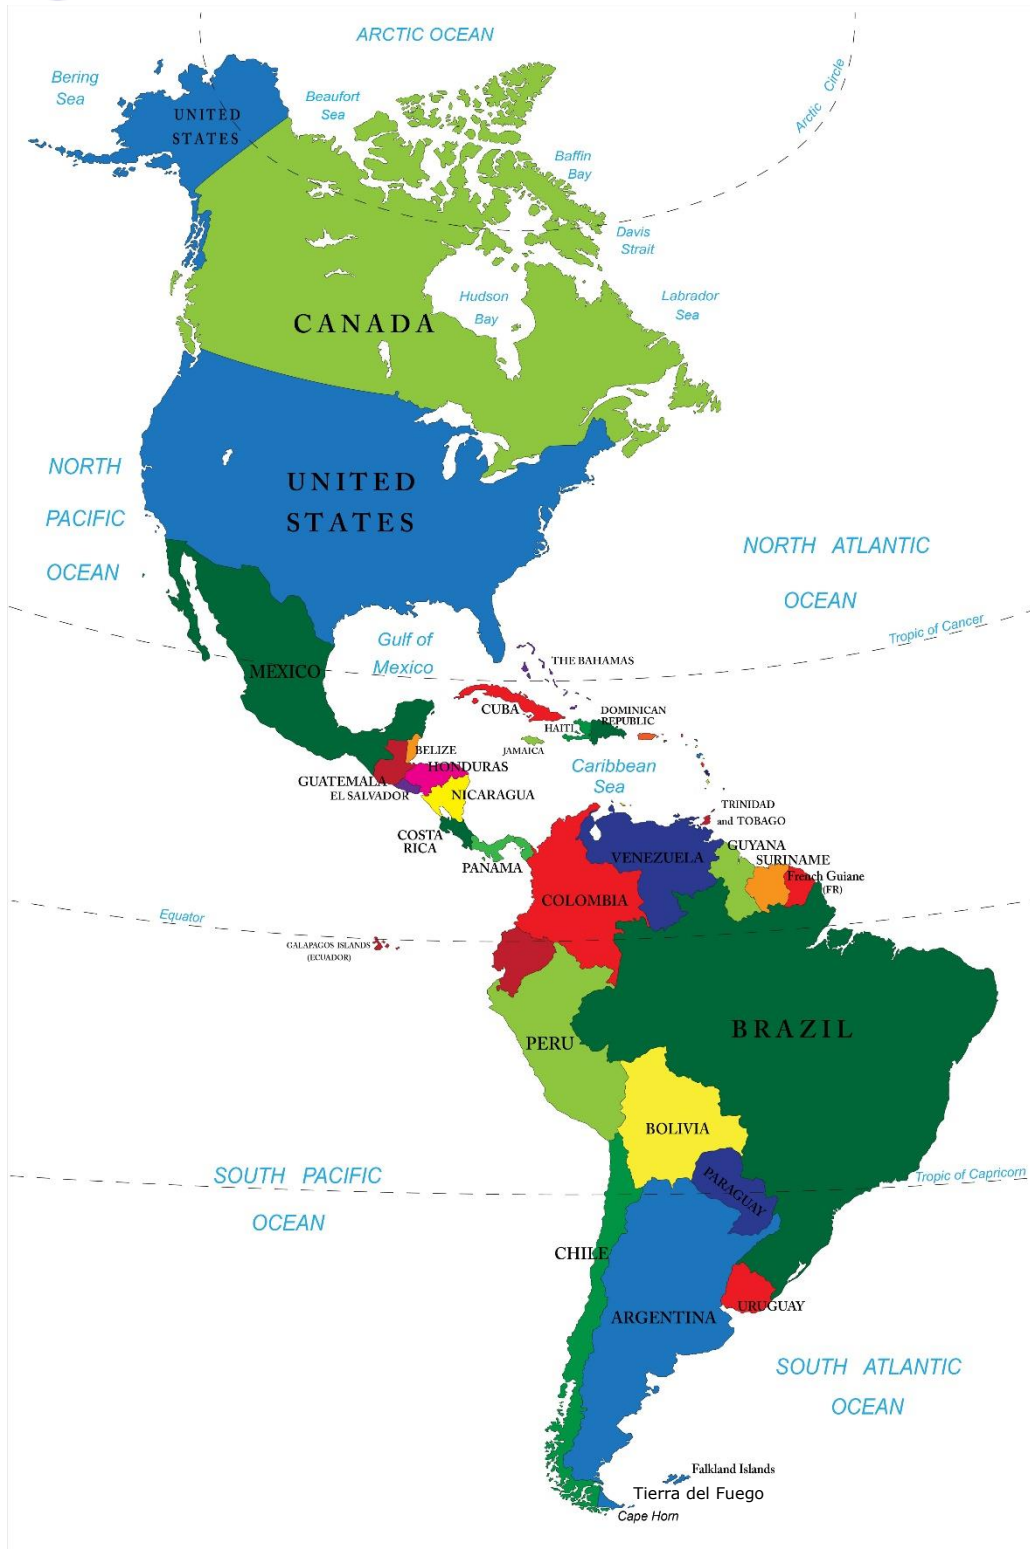 ARCTIC OCEAN
Bering
Sea
Beaufort
Sea
Arctic Circle
UNITED
STATES
Baffin
Bay
Davis
Strait
Hudson
Bay
Labrador
Sea
CANADA
NORTH
PACIFIC
OCEAN
UNITED
STATES
NORTH ATLANTIC
OCEAN
Tropic of Cancer
Gulf of
Mexico
MEXICO
THE BAHAMAS
CUBA
DOMINICAN
REPUBLIC
HAITI
JAMAICA
BELIZE
HONDURAS
GUATEMALA
EL SALVADOR
NICARAGUA
Caribbean
Sea
COSTA
RICA
PANAMA
TRINIDAD
and TOBAGO
VENEZUELA
GUYANA
SURINAME
French Guiane
(FR)
COLOMBIA
Equator
GALAPAGOS ISLANDS
(ECUADOR)
PERU
BRAZIL
BOLIVIA
PARAGUAY
SOUTH PACIFIC
OCEAN
Tropic of Capricorn
CHILE
ARGENTINA
URUGUAY
SOUTH ATLANTIC
OCEAN
Falkland Islands
Tierra del Fuego
Cape Horn